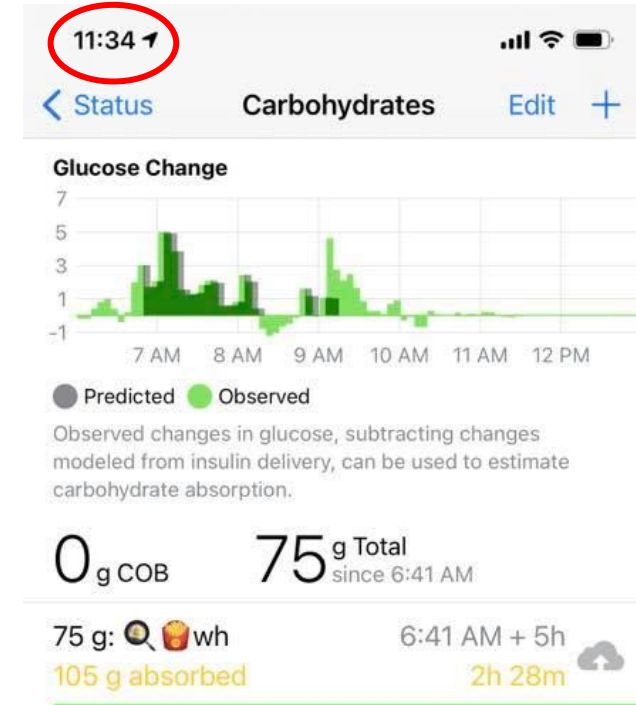 11:34
Status Carbohydrates Edit +
Glucose Change
7
5
3
1
-1
7 AM 8 AM 9 AM 10 AM 11 AM 12 PM
Predicted Observed
Observed changes in glucose, subtracting changes
modeled from insulin delivery, can be used to estimate
carbohydrate absorption.
0 g COB 75 g Total
since 6:41 AM
75 g: 🍳🍟wh 6:41 AM + 5h
105 g absorbed 2h 28m